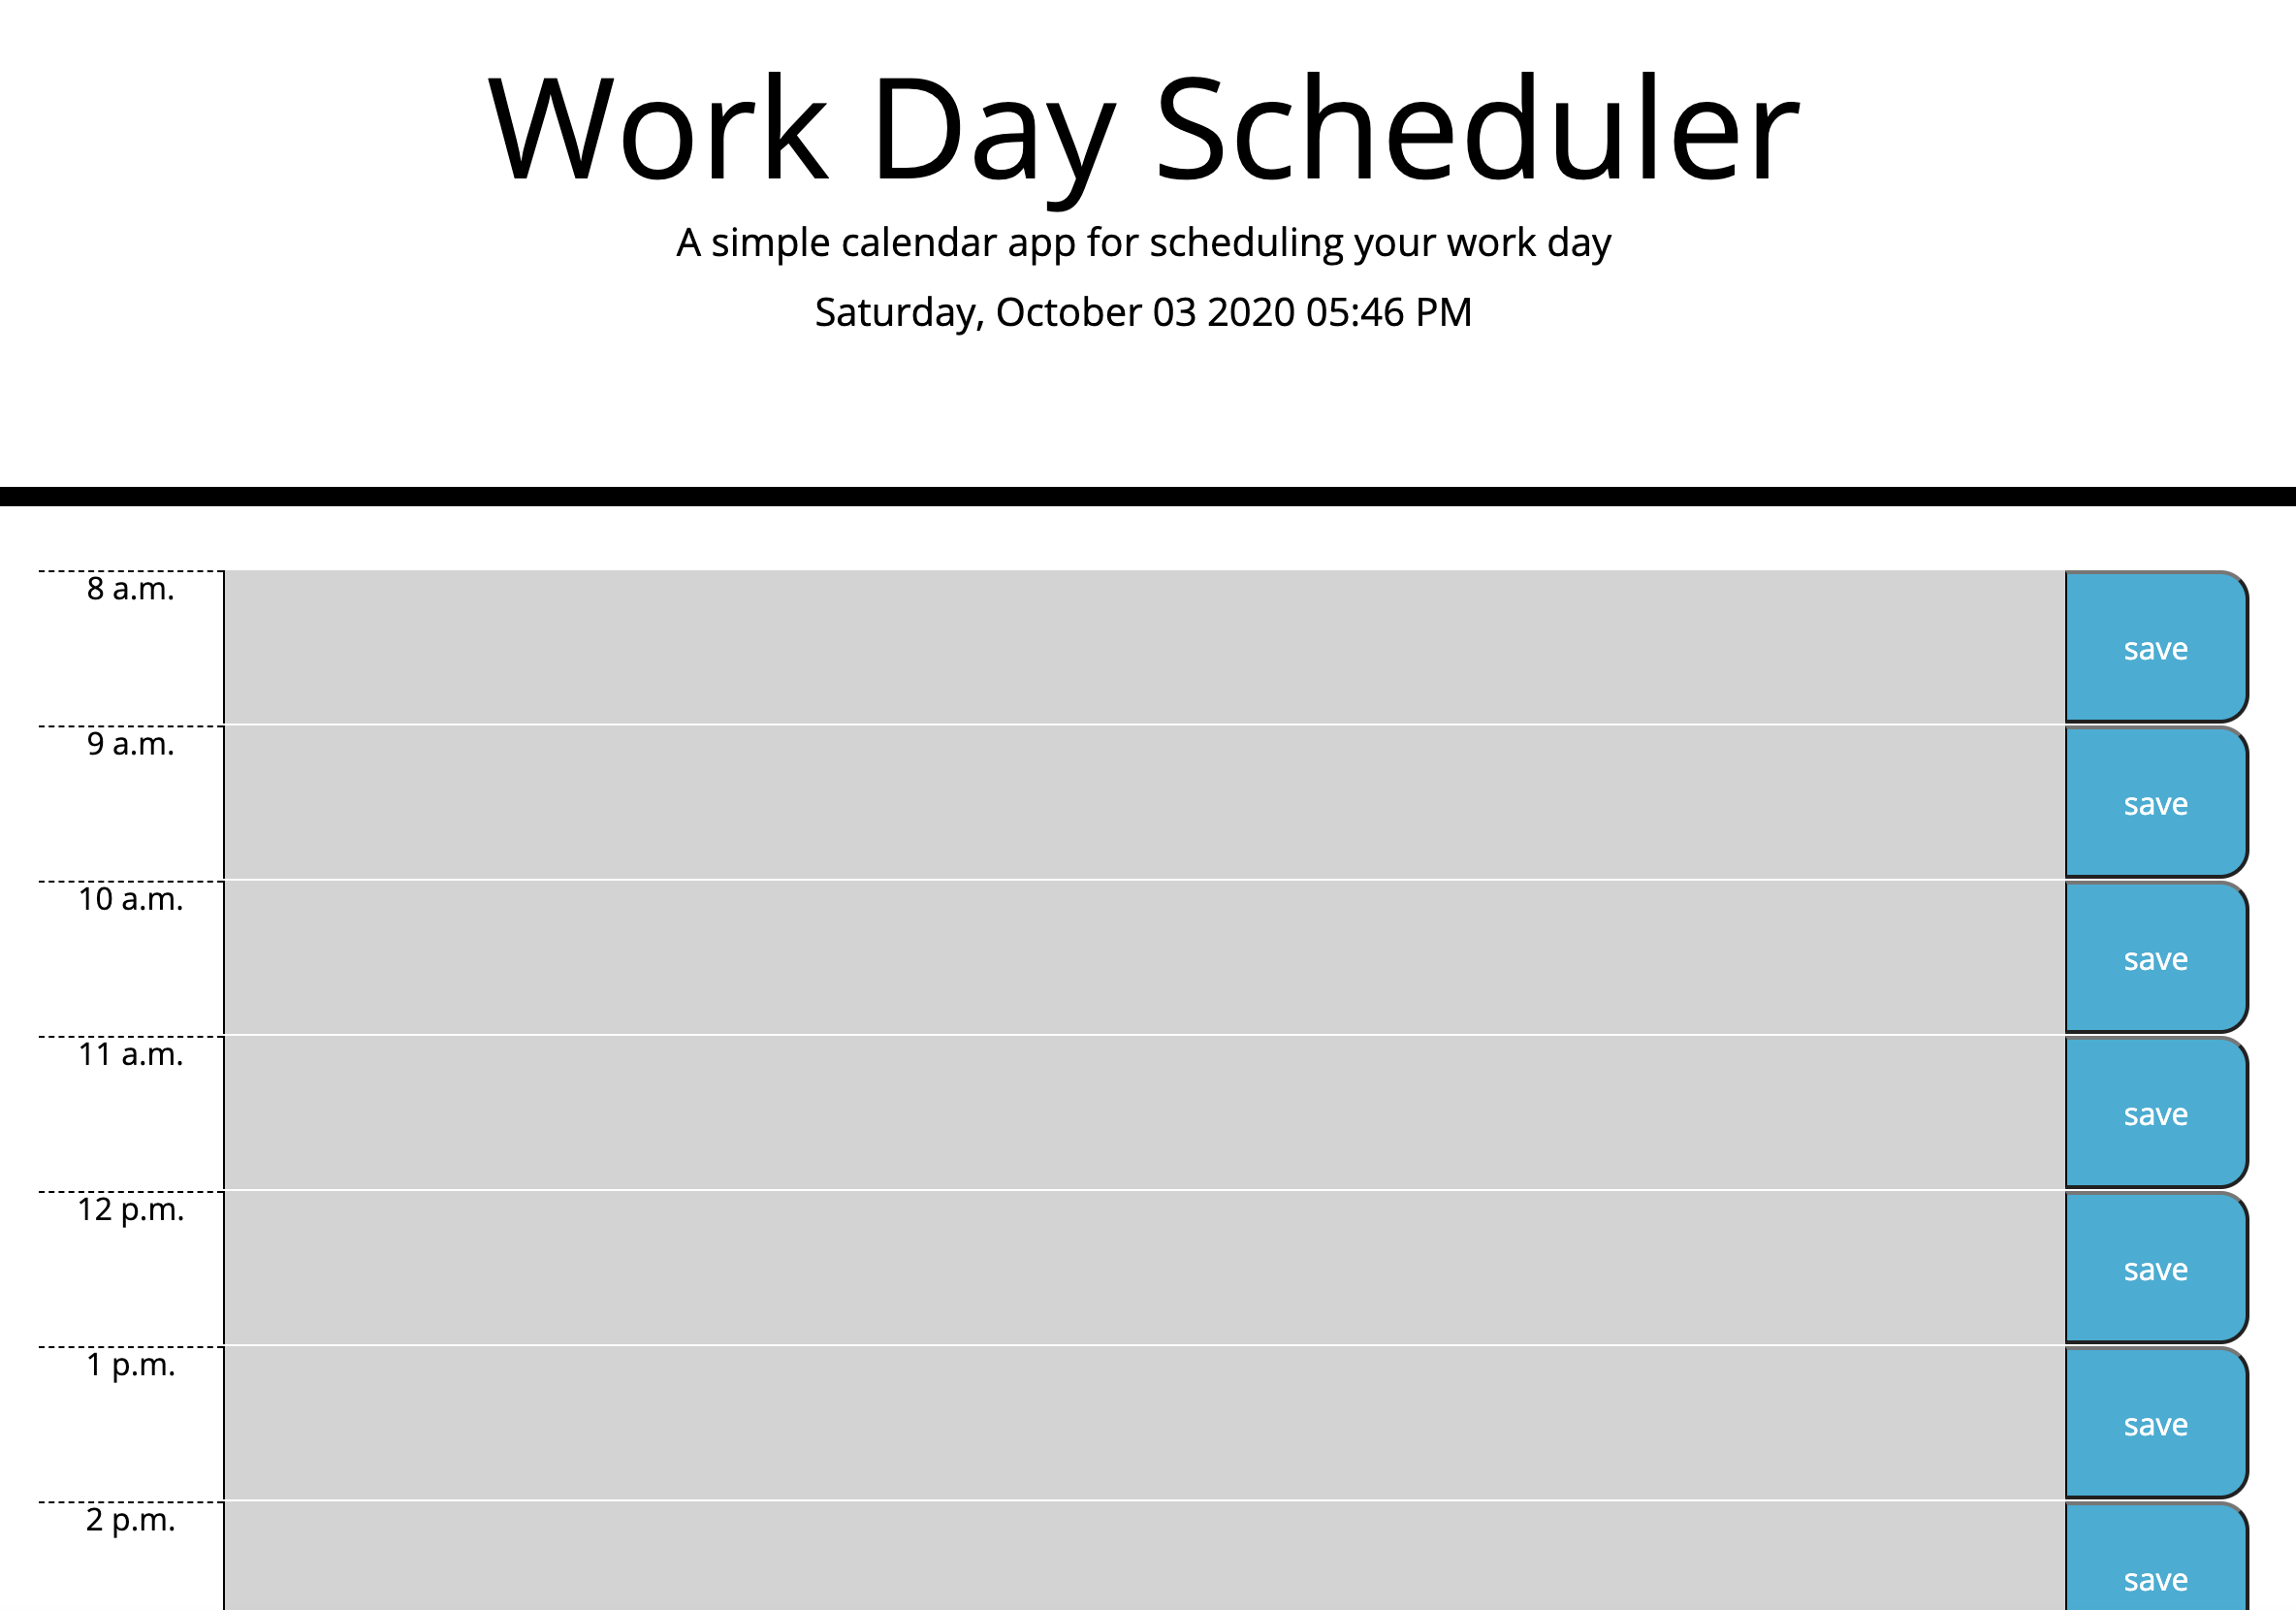 Work Day Scheduler
A simple calendar app for scheduling your work day
Saturday, October 03 2020 05:46 PM
8 a.m.
save
9 a.m.
save
10 a.m.
save
11 a.m.
save
12 p.m.
save
1 p.m.
save
2 p.m.
save